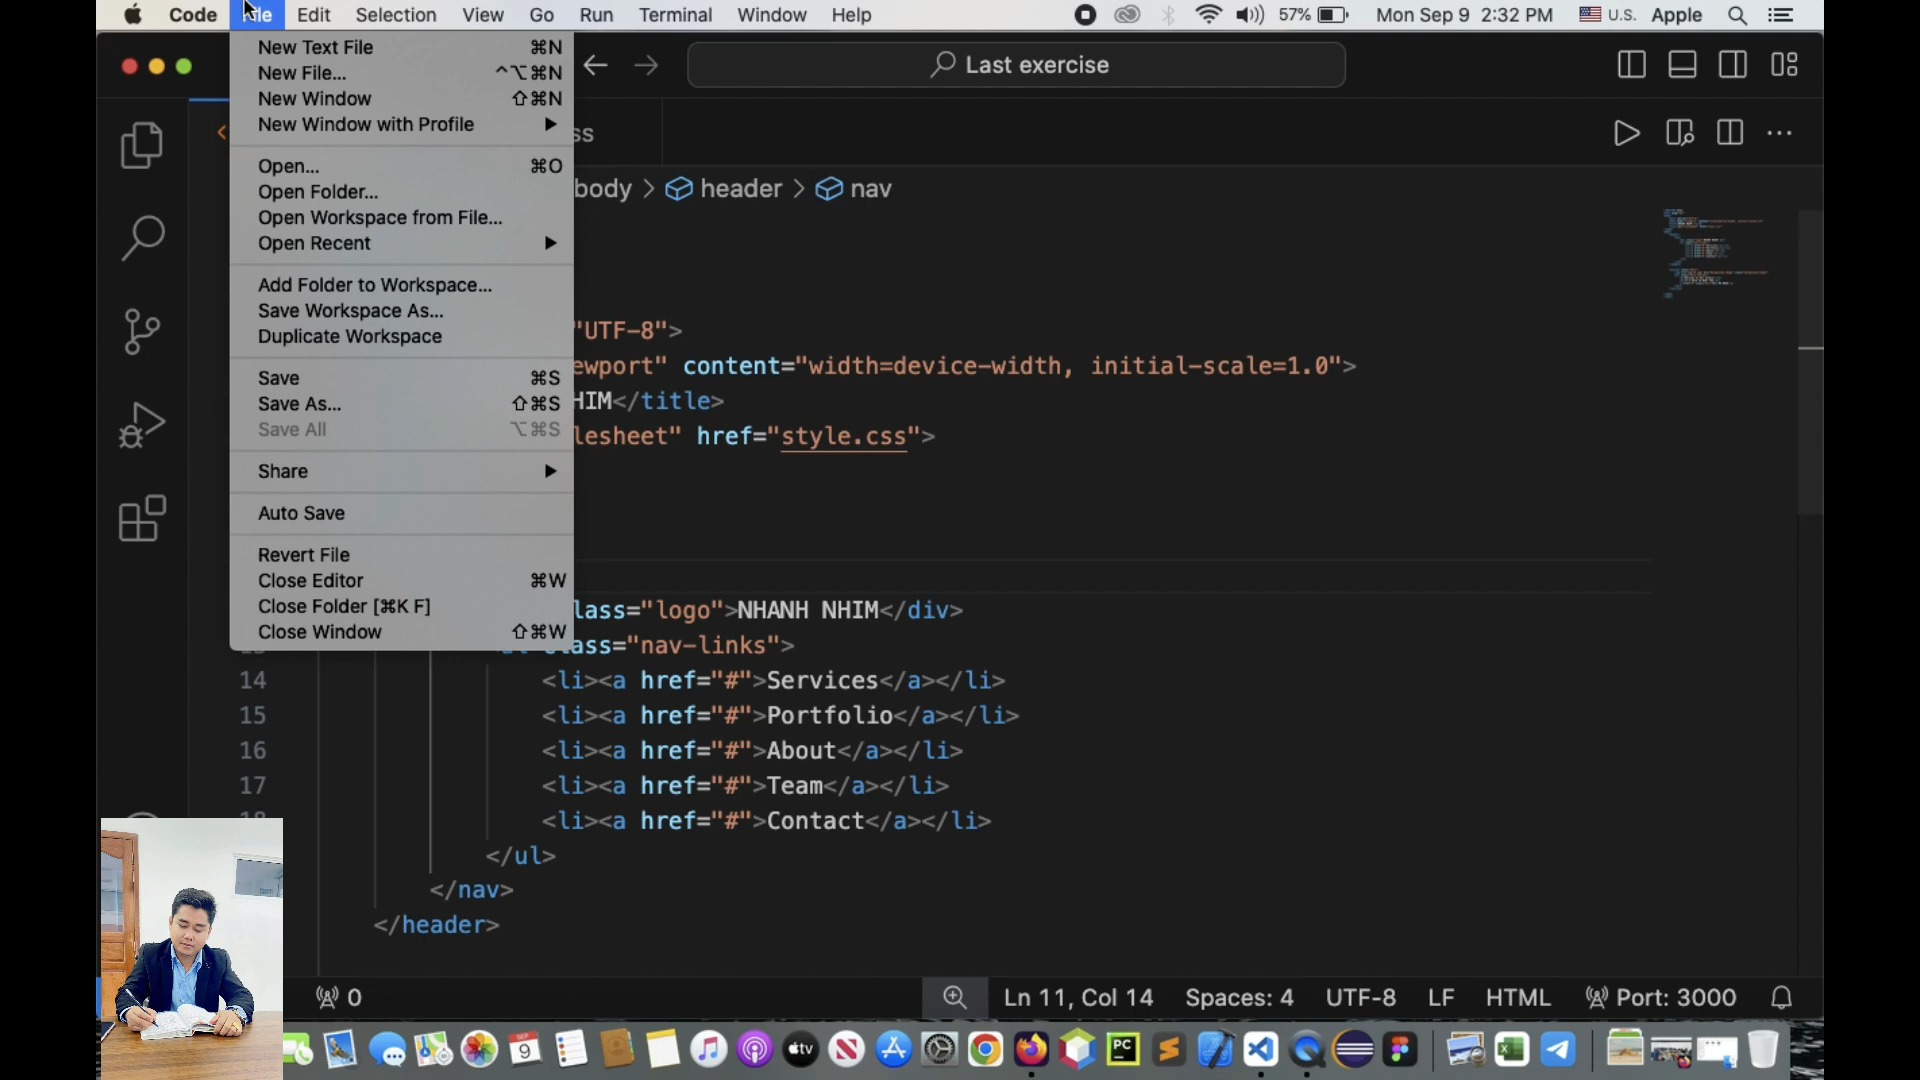 Code File Edit Selection View Go Run Terminal Window Help 57% Mon Sep 9 2:32 PM U.S. Apple
New Text File ⌘N
New File... ^⌥⌘N
New Window ⇧⌘N
New Window with Profile
Open... ⌘O
Open Folder...
Open Workspace from File...
Open Recent
Add Folder to Workspace...
Save Workspace As...
Duplicate Workspace
Save ⌘S
Save As... ⇧⌘S
Save All ⌥⌘S
Share
Auto Save
Revert File
Close Editor ⌘W
Close Folder [⌘K F]
Close Window ⇧⌘W
Last exercise
ss
body > header > nav
"UTF-8">
ewport" content="width=device-width, initial-scale=1.0">
HIM</title>
lesheet" href="style.css">
lass="logo">NHANH NHIM</div>
ass="nav-links">
14 <li><a href="#">Services</a></li>
15 <li><a href="#">Portfolio</a></li>
16 <li><a href="#">About</a></li>
17 <li><a href="#">Team</a></li>
<li><a href="#">Contact</a></li>
</ul>
</nav>
</header>
0 Ln 11, Col 14 Spaces: 4 UTF-8 LF HTML Port: 3000
SEP
9
tv
PC